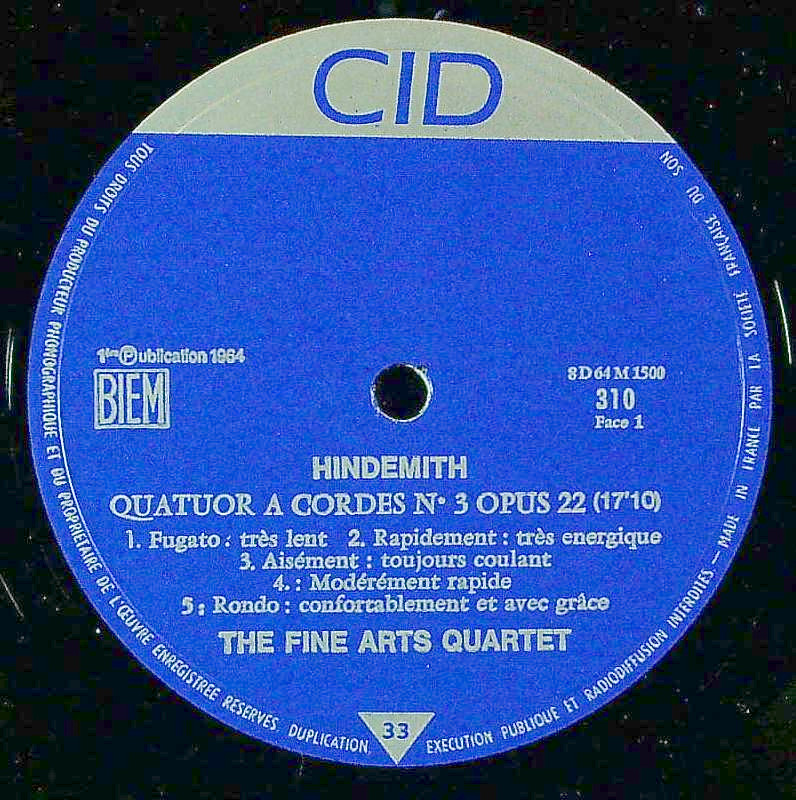 CID
1ère Ⓟublication 1964
BIEM
8 D 64 M 1500
310
Face 1
HINDEMITH
QUATUOR A CORDES N° 3 OPUS 22 (17'10)
1. Fugato : très lent 2. Rapidement : très energique
3. Aisément : toujours coulant
4. : Modérément rapide
5 : Rondo : confortablement et avec grâce
THE FINE ARTS QUARTET
33
TOUS DROITS DU PRODUCTEUR PHONOGRAPHIQUE ET DU PROPRIETAIRE DE L'ŒUVRE ENREGISTREE RESERVES DUPLICATION EXECUTION PUBLIQUE ET RADIODIFFUSION INTERDITES — MADE IN FRANCE PAR LA SOCIÉTÉ FRANÇAISE DU SON